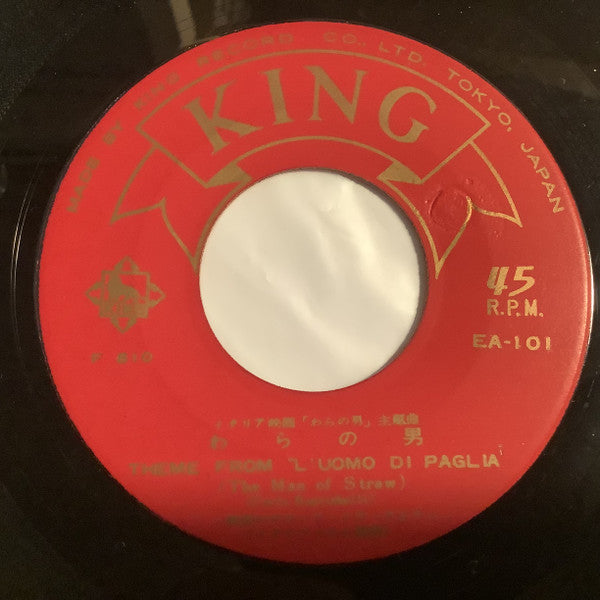 MADE BY KING RECORD CO., LTD. TOKYO, JAPAN
KING
45
R.P.M.
EA-101
イタリア映画「わらの男」主題曲
わらの男
THEME FROM 'L'UOMO DI PAGLIA
(The Man of Straw)